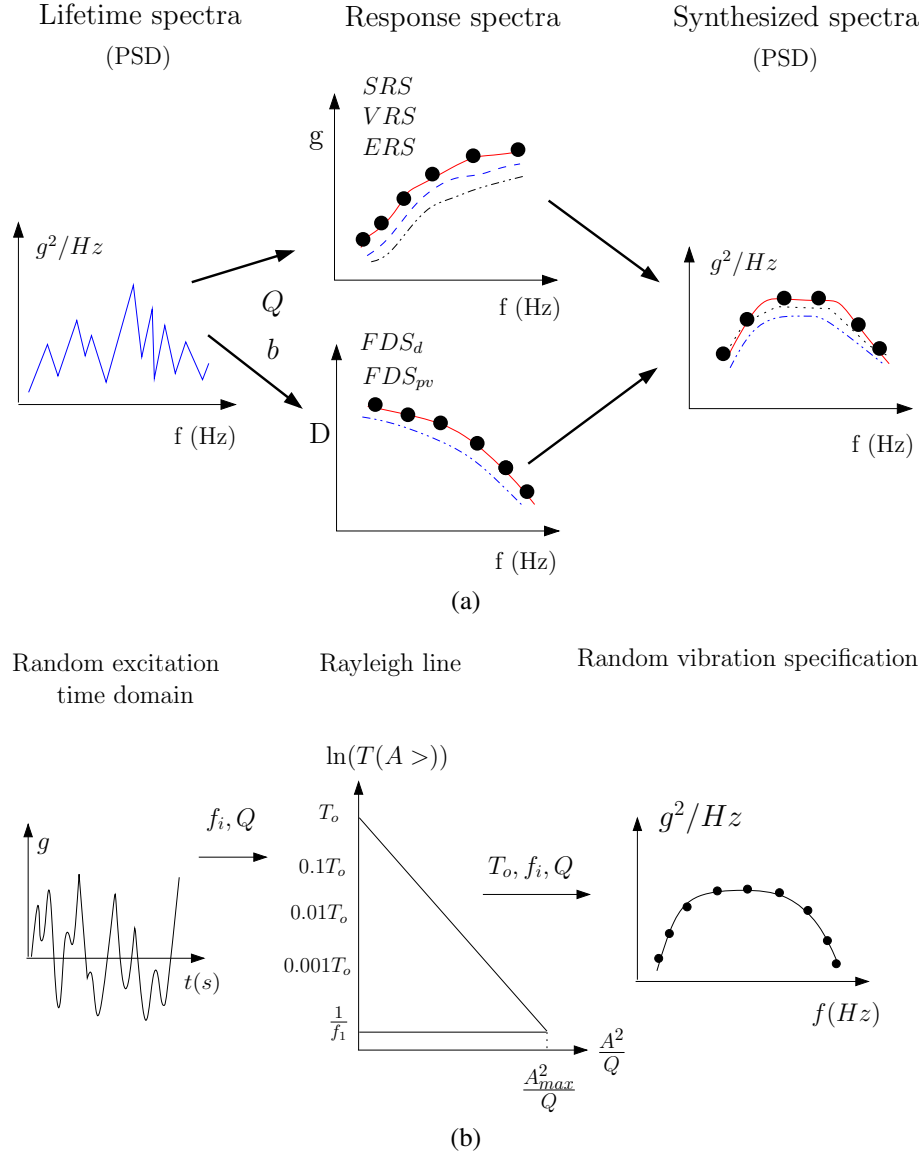 Lifetime spectra
(PSD)
Response spectra
Synthesized spectra
(PSD)
g²/Hz
f (Hz)
Q
b
g
SRS
VRS
ERS
f (Hz)
D
FDS_d
FDS_pv
f (Hz)
g²/Hz
f (Hz)
(a)
Random excitation
time domain
Rayleigh line
Random vibration specification
g
t(s)
f_i, Q
ln(T(A >))
T_o
0.1T_o
0.01T_o
0.001T_o
1/f_1
A²/Q
A²_max/Q
T_o, f_i, Q
g²/Hz
f(Hz)
(b)